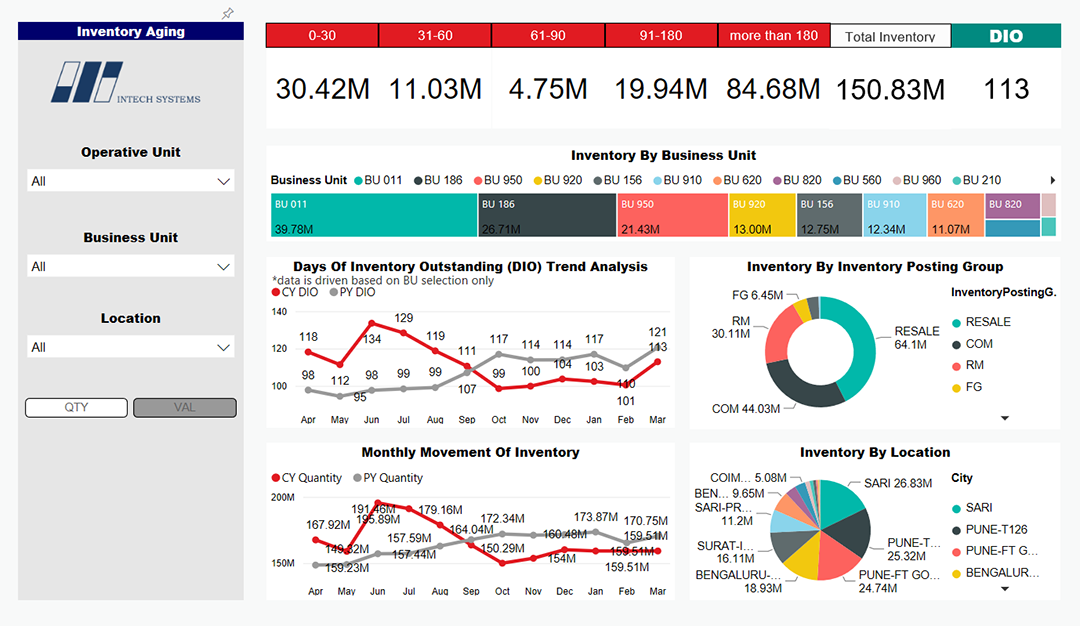 Inventory Aging
INTECH SYSTEMS
Operative Unit
All
Business Unit
All
Location
All
QTY VAL
0-30 31-60 61-90 91-180 more than 180 Total Inventory DIO
30.42M 11.03M 4.75M 19.94M 84.68M 150.83M 113
Inventory By Business Unit
Business Unit BU 011 BU 186 BU 950 BU 920 BU 156 BU 910 BU 620 BU 820 BU 560 BU 960 BU 210
BU 011 BU 186 BU 950 BU 920 BU 156 BU 910 BU 620 BU 820
39.78M 26.71M 21.43M 13.00M 12.75M 12.34M 11.07M
Days Of Inventory Outstanding (DIO) Trend Analysis
*data is driven based on BU selection only
CY DIO PY DIO
140
120
100
118 134 129 119 111 117 114 114 117 121
98 112 98 99 99 107 99 100 104 103 110 113
95 101
Apr May Jun Jul Aug Sep Oct Nov Dec Jan Feb Mar
Inventory By Inventory Posting Group
FG 6.45M
RM
30.11M
RESALE
64.1M
COM 44.03M
InventoryPostingG.
RESALE
COM
RM
FG
Monthly Movement Of Inventory
CY Quantity PY Quantity
200M
150M
167.92M 191.46M 179.16M 164.04M 172.34M 160.48M 173.87M 170.75M
149.32M 195.89M 157.59M 150.29M 154M 159.51M 159.51M
159.23M 157.44M 159.51M
Apr May Jun Jul Aug Sep Oct Nov Dec Jan Feb Mar
Inventory By Location
COIM... 5.08M
BEN... 9.65M
SARI-PR...
11.2M
SURAT-I...
16.11M
BENGALURU-...
18.93M
SARI 26.83M
PUNE-T...
25.32M
PUNE-FT GO...
24.74M
City
SARI
PUNE-T126
PUNE-FT G...
BENGALUR...